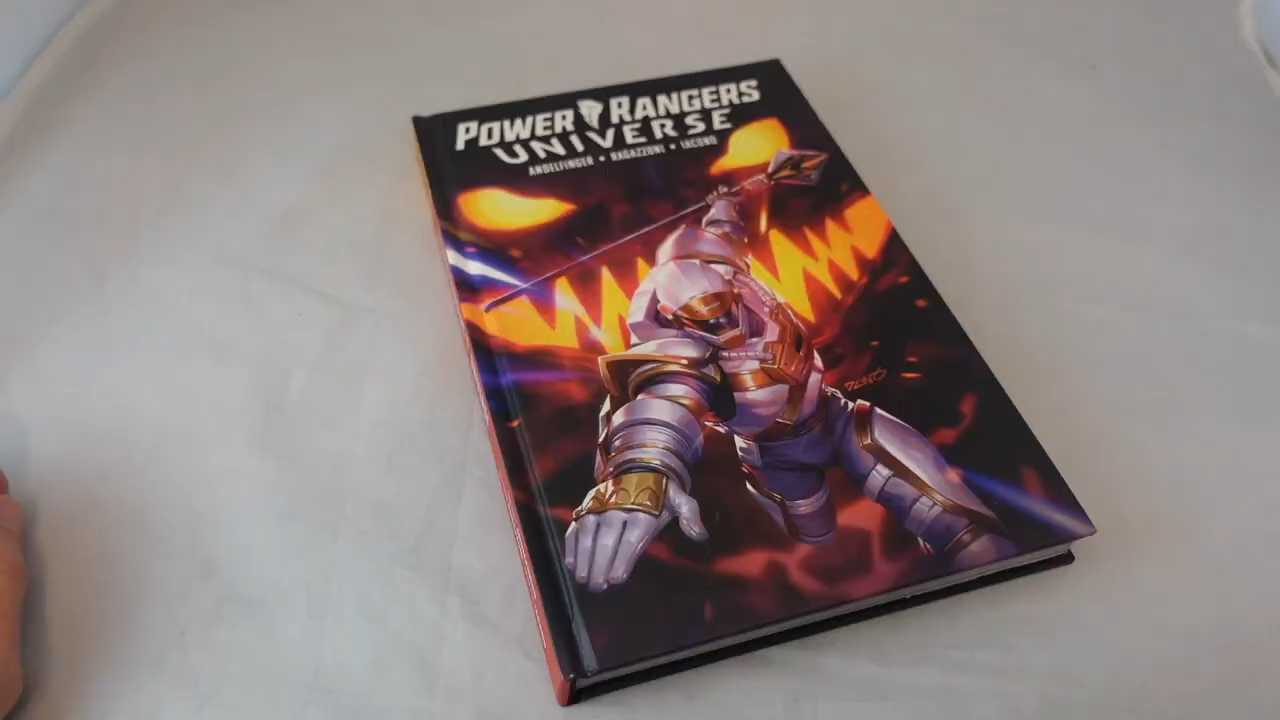 POWER RANGERS
UNIVERSE
ANDELFINGER • RAGAZZONI • IACONO